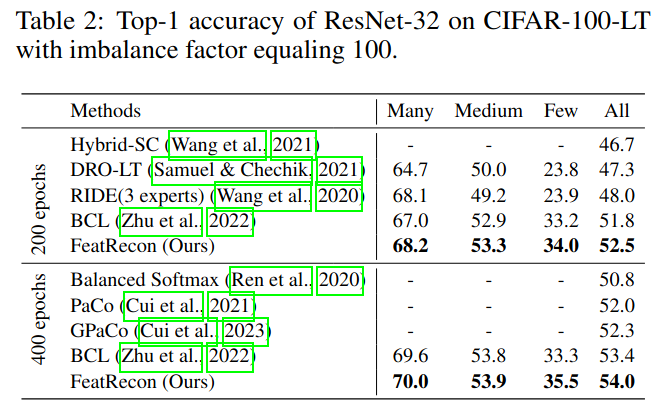 Table 2: Top-1 accuracy of ResNet-32 on CIFAR-100-LT
with imbalance factor equaling 100.
Methods Many Medium Few All
200 epochs
Hybrid-SC (Wang et al., 2021) - - - 46.7
DRO-LT (Samuel & Chechik, 2021) 64.7 50.0 23.8 47.3
RIDE(3 experts) (Wang et al., 2020) 68.1 49.2 23.9 48.0
BCL (Zhu et al., 2022) 67.0 52.9 33.2 51.8
FeatRecon (Ours) 68.2 53.3 34.0 52.5
400 epochs
Balanced Softmax (Ren et al., 2020) - - - 50.8
PaCo (Cui et al., 2021) - - - 52.0
GPaCo (Cui et al., 2023) - - - 52.3
BCL (Zhu et al., 2022) 69.6 53.8 33.3 53.4
FeatRecon (Ours) 70.0 53.9 35.5 54.0